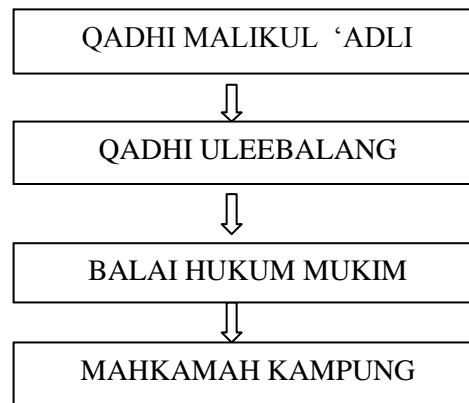 QADHI MALIKUL ‘ADLI
QADHI ULEEBALANG
BALAI HUKUM MUKIM
MAHKAMAH KAMPUNG